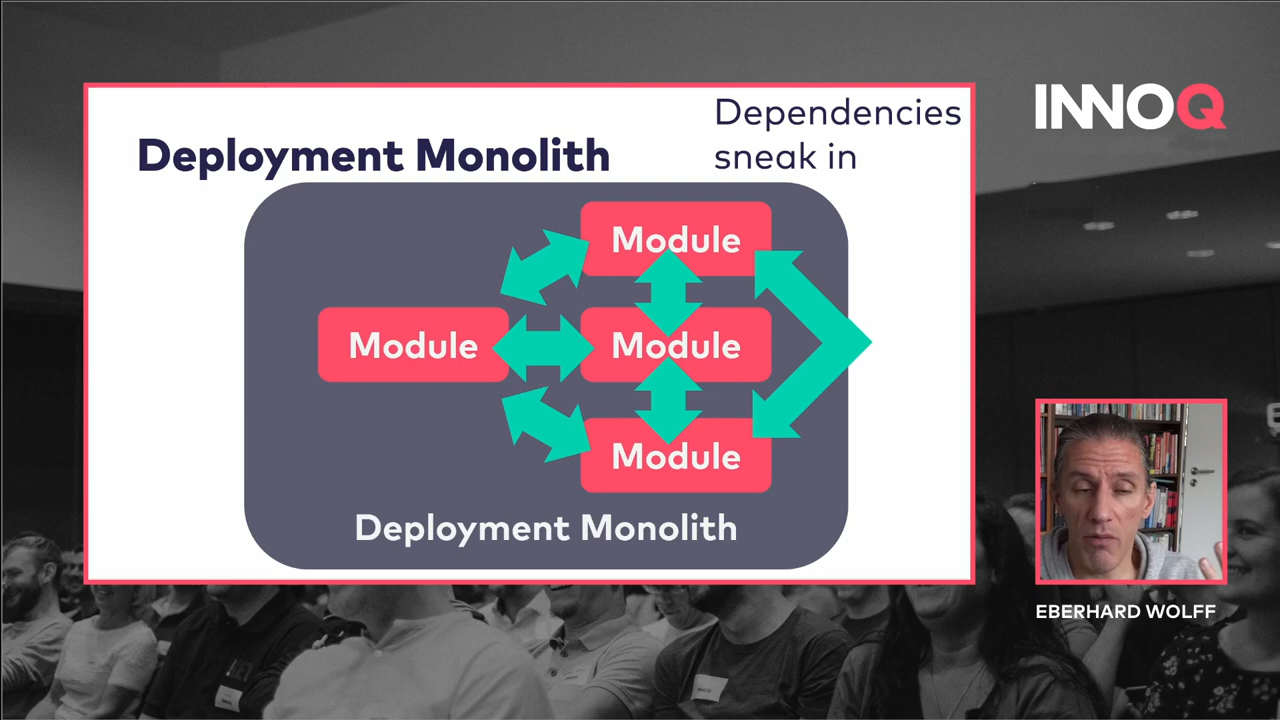 Dependencies
sneak in
Deployment Monolith
Module
Module
Module
Module
Deployment Monolith
INNOQ
EBERHARD WOLFF